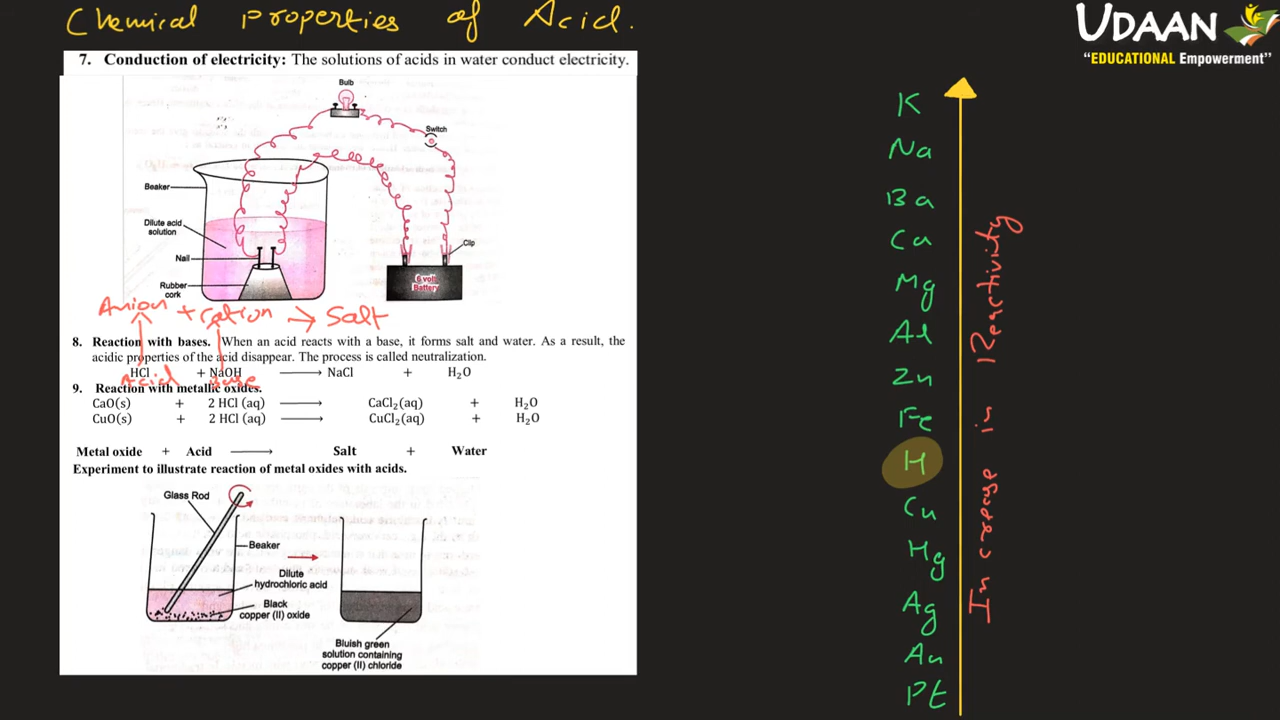 Chemical properties of Acid.
UDAAN
“EDUCATIONAL Empowerment”
7. Conduction of electricity: The solutions of acids in water conduct electricity.
Bulb
Switch
Beaker
Dilute acid
solution
Nail
Clip
6 volt
Battery
Rubber
cork
Anion + Cation → Salt
8. Reaction with bases. When an acid reacts with a base, it forms salt and water. As a result, the
acidic properties of the acid disappear. The process is called neutralization.
HCl + NaOH ⟶ NaCl + H₂O
Acid Base
9. Reaction with metallic oxides.
CaO(s) + 2 HCl (aq) ⟶ CaCl₂(aq) + H₂O
CuO(s) + 2 HCl (aq) ⟶ CuCl₂(aq) + H₂O
Metal oxide + Acid ⟶ Salt + Water
Experiment to illustrate reaction of metal oxides with acids.
Glass Rod
Beaker
Dilute
hydrochloric acid
Black
copper (II) oxide
Bluish green
solution containing
copper (II) chloride
K
Na
Ba
Ca
Mg
Al
Zn
Fe
H
Cu
Hg
Ag
Au
Pt
Increase in Reactivity